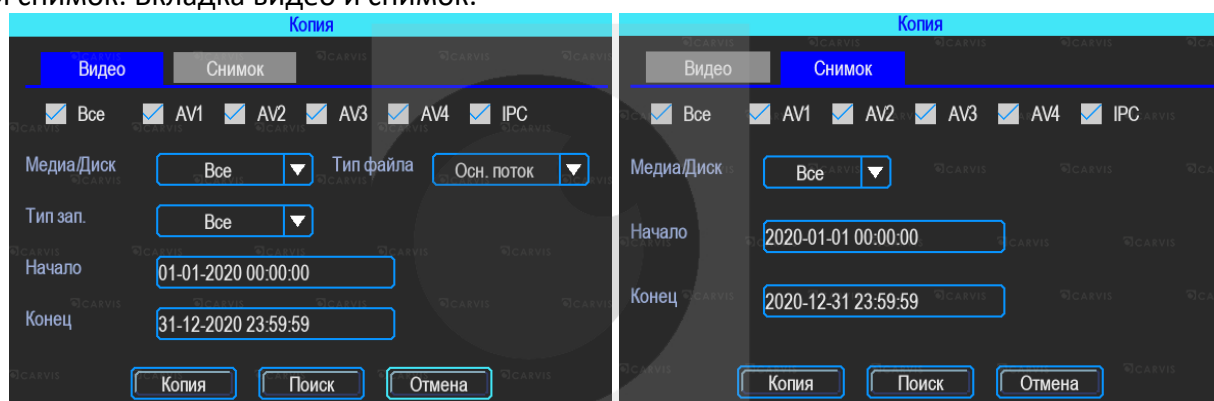 и снимок. Вкладка видео и снимок.
Копия
Видео Снимок
Все AV1 AV2 AV3 AV4 IPC
Медиа/Диск Все Тип файла Осн. поток
Тип зап. Все
Начало 01-01-2020 00:00:00
Конец 31-12-2020 23:59:59
Копия Поиск Отмена
Копия
Видео Снимок
Все AV1 AV2 AV3 AV4 IPC
Медиа/Диск Все
Начало 2020-01-01 00:00:00
Конец 2020-12-31 23:59:59
Копия Поиск Отмена
CARVIS